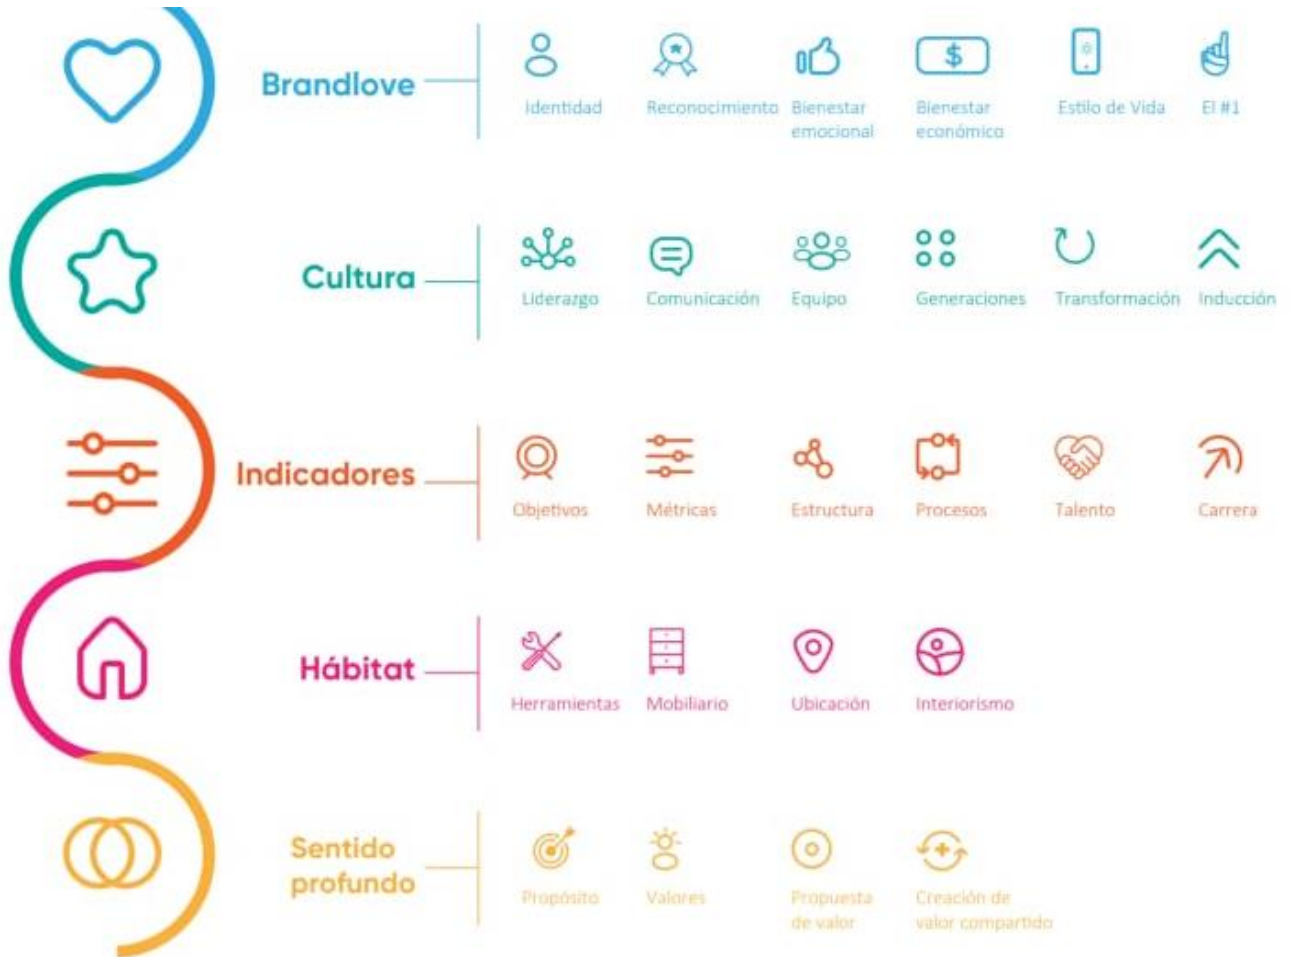 Brandlove
Identidad
Reconocimiento
Bienestar
emocional
$
Bienestar
económico
Estilo de Vida
El #1
Cultura
Liderazgo
Comunicación
Equipo
Generaciones
Transformación
Inducción
Indicadores
Objetivos
Métricas
Estructura
Procesos
Talento
Carrera
Hábitat
Herramientas
Mobiliario
Ubicación
Interiorismo
Sentido
profundo
Propósito
Valores
Propuesta
de valor
Creación de
valor compartido